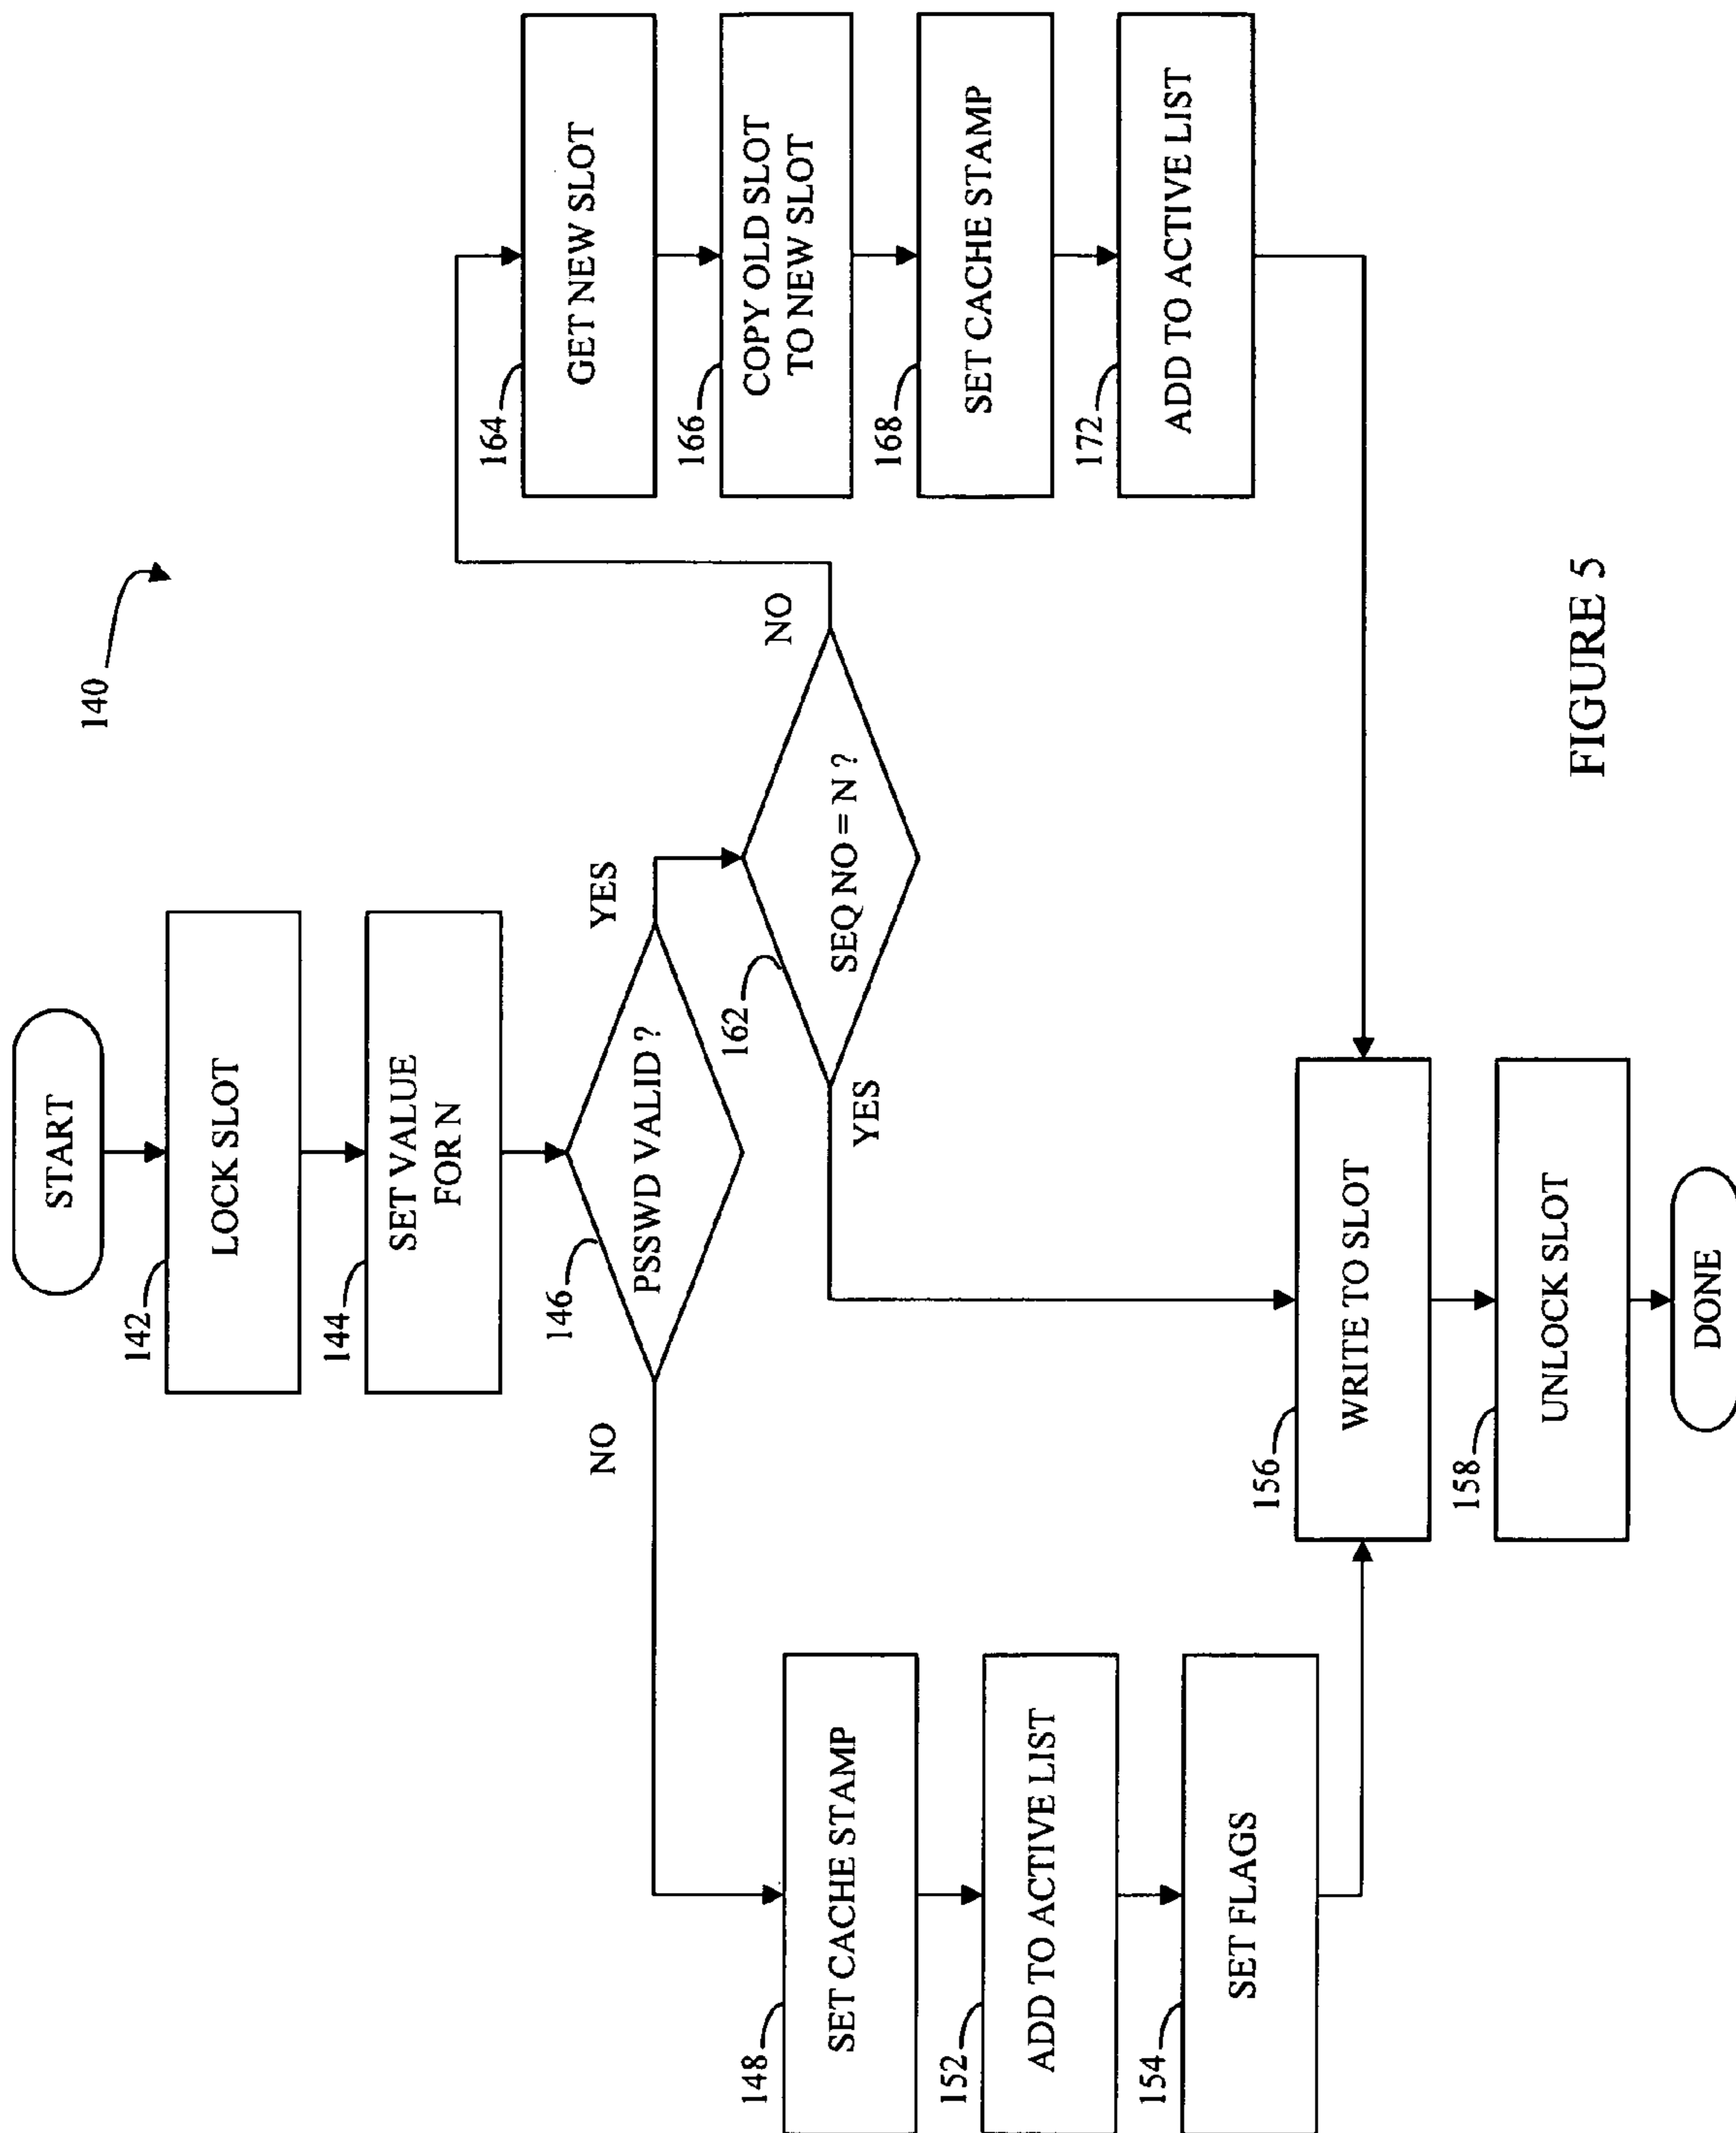 140
START
142
LOCK SLOT
144
SET VALUE
FOR N
146
PSSWD VALID ?
NO
YES
162
SEQ NO = N ?
YES
NO
148
SET CACHE STAMP
152
ADD TO ACTIVE LIST
154
SET FLAGS
164
GET NEW SLOT
166
COPY OLD SLOT
TO NEW SLOT
168
SET CACHE STAMP
172
ADD TO ACTIVE LIST
156
WRITE TO SLOT
158
UNLOCK SLOT
DONE
FIGURE 5